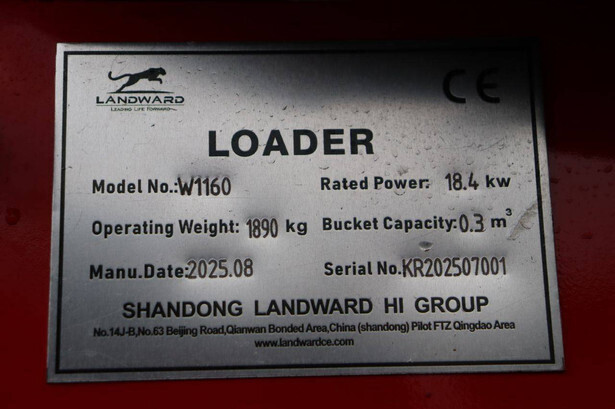 LANDWARD
LEADING LIFE FORWARD
CE
LOADER
Model No.:W1160 Rated Power: 18.4 kw
Operating Weight: 1890 kg Bucket Capacity:0.3 m³
Manu.Date:2025.08 Serial No.KR202507001
SHANDONG LANDWARD HI GROUP
No.14J-B,No.63 Beijing Road,Qianwan Bonded Area,China (shandong) Pilot FTZ Qingdao Area
www.landwardce.com